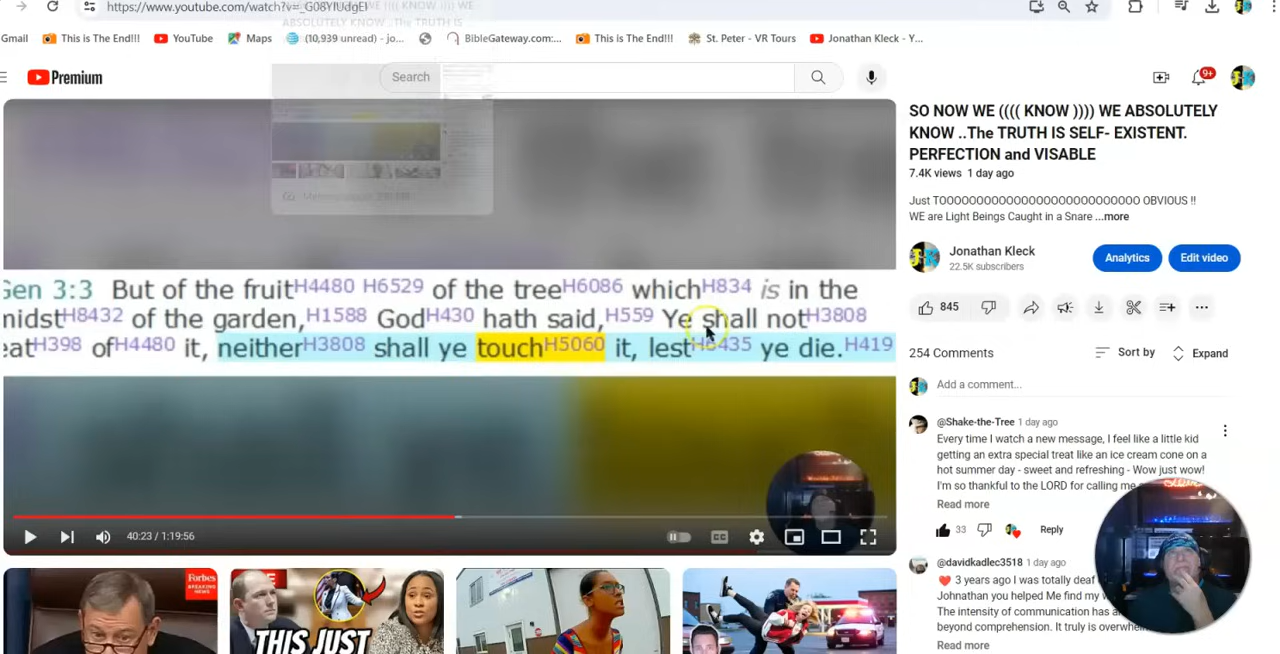 https://www.youtube.com/watch?v=_G08YlUdgEI
ABSOLUTELY KNOW ..The TRUTH IS
Gmail
This is The End!!!
YouTube
Maps
(10,939 unread) - jo...
BibleGateway.com:...
This is The End!!!
St. Peter - VR Tours
Jonathan Kleck - Y...
Premium
Search
9+
SO NOW WE (((( KNOW )))) WE ABSOLUTELY
KNOW ..The TRUTH IS SELF- EXISTENT.
PERFECTION and VISABLE
7.4K views 1 day ago
Just TOOOOOOOOOOOOOOOOOOOOOOOOOOOO OBVIOUS !!
WE are Light Beings Caught in a Snare ...more
Jonathan Kleck
22.5K subscribers
Analytics
Edit video
845
Gen 3:3 But of the fruitH4480 H6529 of the treeH6086 whichH834 is in the
midstH8432 of the garden,H1588 GodH430 hath said,H559 Ye shall notH3808
eatH398 ofH4480 it, neitherH3808 shall ye touchH5060 it, lestH6435 ye die.H419
40:23 / 1:19:56
CC
254 Comments
Sort by
Expand
Add a comment...
@Shake-the-Tree 1 day ago
Every time I watch a new message, I feel like a little kid
getting an extra special treat like an ice cream cone on a
hot summer day - sweet and refreshing - Wow just wow!
I'm so thankful to the LORD for calling me
Read more
33
Reply
@davidkadlec3518 1 day ago
3 years ago I was totally deaf
Johnathan you helped Me find my
The intensity of communication has
beyond comprehension. It truly is
Read more
Forbes
BREAKING
NEWS
THIS JUST